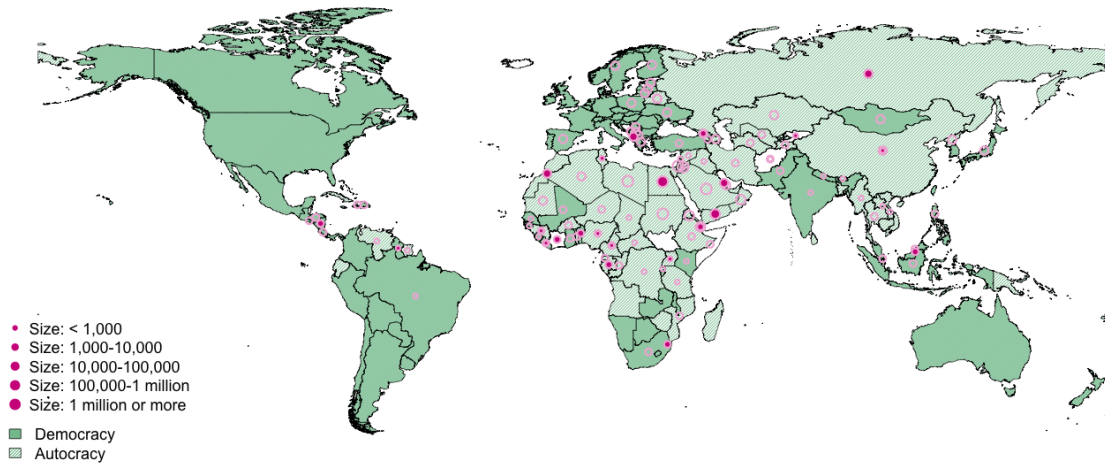 Size: < 1,000
Size: 1,000-10,000
Size: 10,000-100,000
Size: 100,000-1 million
Size: 1 million or more
Democracy
Autocracy